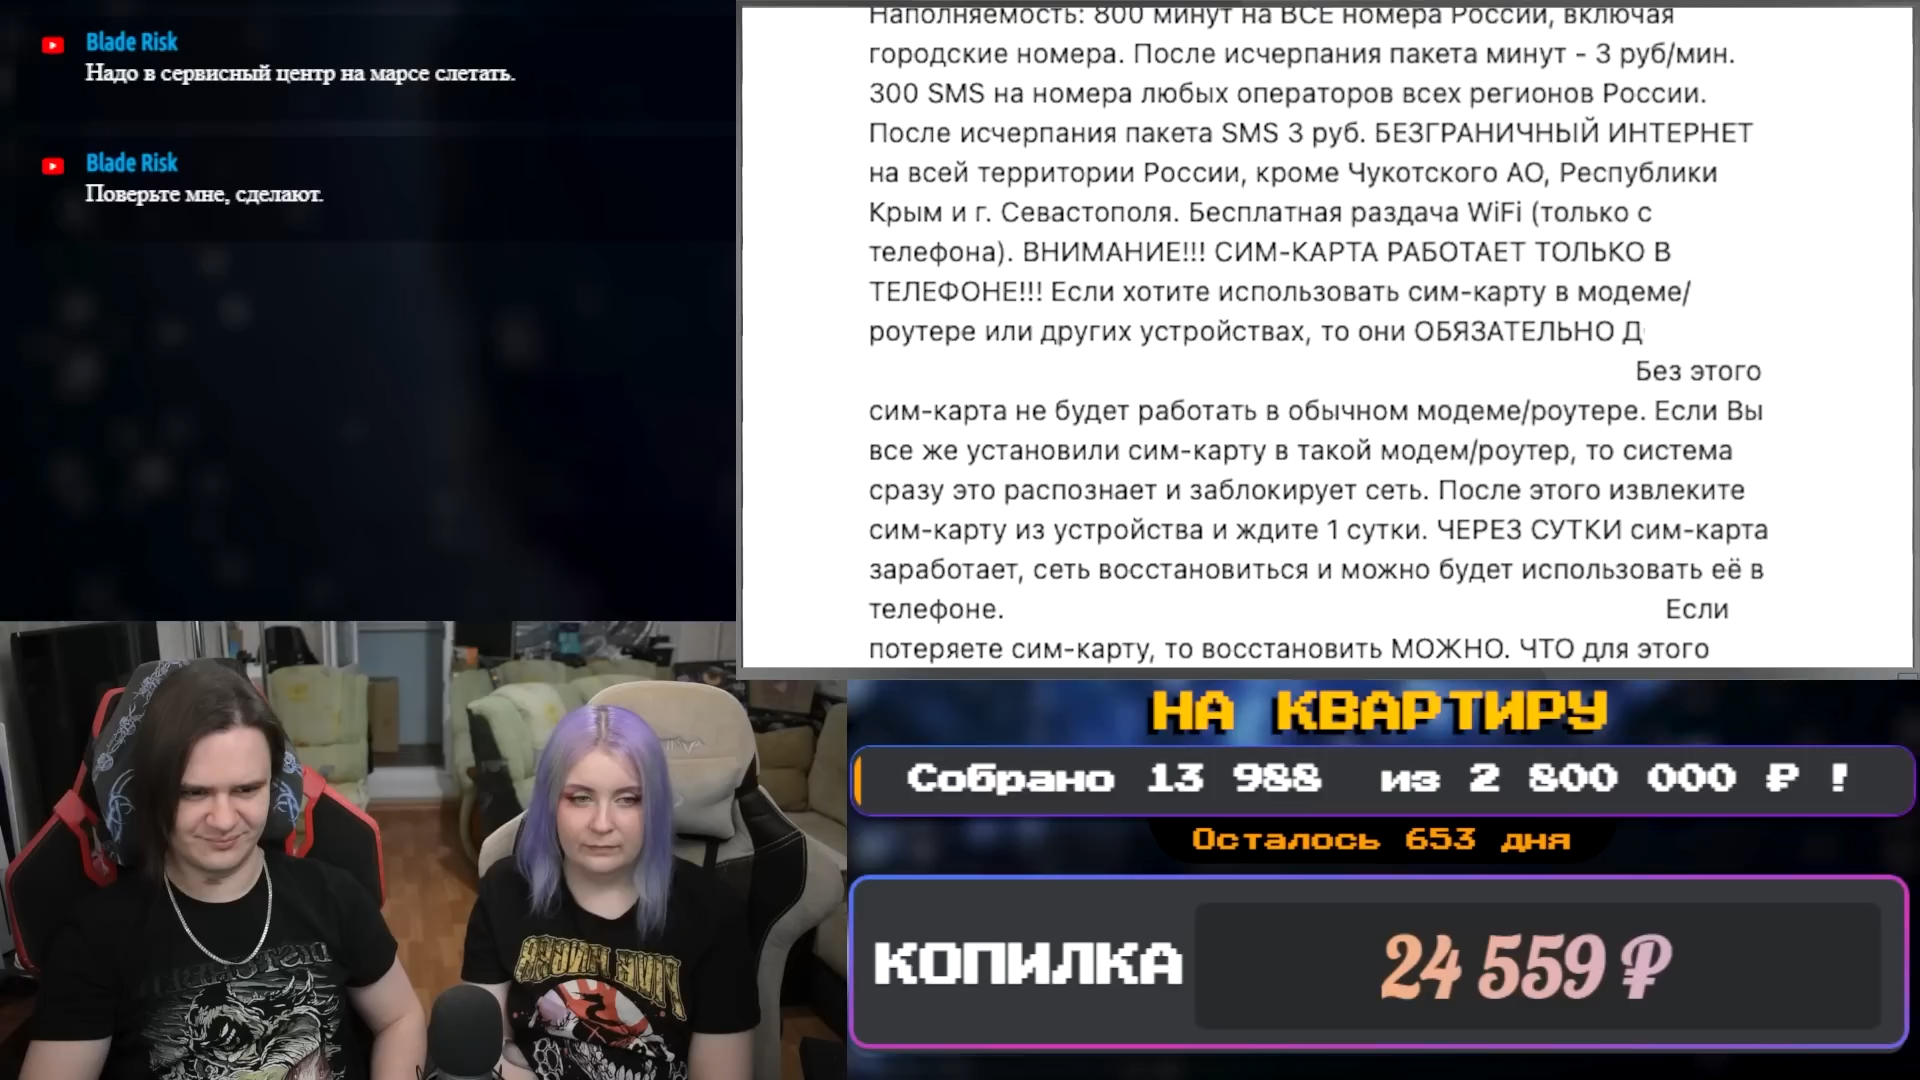 Blade Risk
Надо в сервисный центр на марсе слетать.
Blade Risk
Поверьте мне, сделают.
Наполняемость: 800 минут на ВСЕ номера России, включая
городские номера. После исчерпания пакета минут - 3 руб/мин.
300 SMS на номера любых операторов всех регионов России.
После исчерпания пакета SMS 3 руб. БЕЗГРАНИЧНЫЙ ИНТЕРНЕТ
на всей территории России, кроме Чукотского АО, Республики
Крым и г. Севастополя. Бесплатная раздача WiFi (только с
телефона). ВНИМАНИЕ!!! СИМ-КАРТА РАБОТАЕТ ТОЛЬКО В
ТЕЛЕФОНЕ!!! Если хотите использовать сим-карту в модеме/
роутере или других устройствах, то они ОБЯЗАТЕЛЬНО Д
Без этого
сим-карта не будет работать в обычном модеме/роутере. Если Вы
все же установили сим-карту в такой модем/роутер, то система
сразу это распознает и заблокирует сеть. После этого извлеките
сим-карту из устройства и ждите 1 сутки. ЧЕРЕЗ СУТКИ сим-карта
заработает, сеть восстановиться и можно будет использовать её в
телефоне. Если
потеряете сим-карту, то восстановить МОЖНО. ЧТО для этого
НА КВАРТИРУ
Собрано 13 988 из 2 800 000 ₽ !
Осталось 653 дня
КОПИЛКА 24 559 ₽